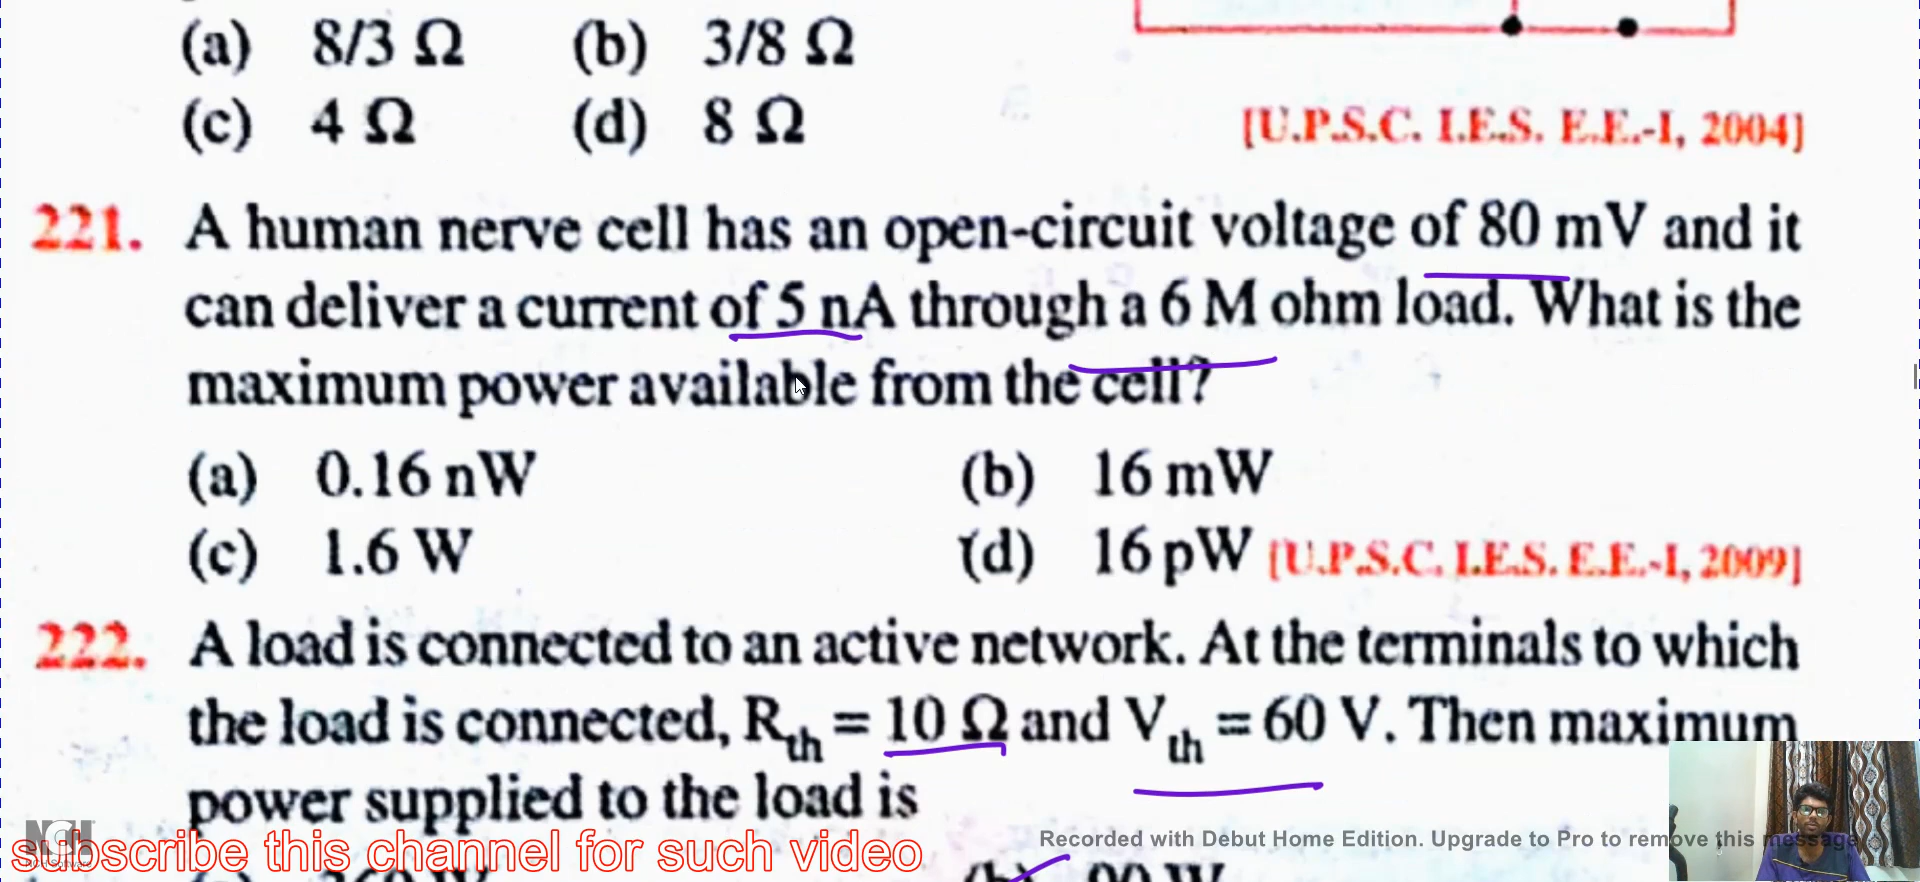 (a) 8/3 Ω (b) 3/8 Ω
(c) 4 Ω (d) 8 Ω
[U.P.S.C. I.E.S. E.E.-I, 2004]
221. A human nerve cell has an open-circuit voltage of 80 mV and it
can deliver a current of 5 nA through a 6 M ohm load. What is the
maximum power available from the cell?
(a) 0.16 nW (b) 16 mW
(c) 1.6 W (d) 16 pW [U.P.S.C. I.E.S. E.E.-I, 2009]
222. A load is connected to an active network. At the terminals to which
the load is connected, Rth = 10 Ω and Vth = 60 V. Then maximum
power supplied to the load is
NCH
NCH Software
subscribe this channel for such video
Recorded with Debut Home Edition. Upgrade to Pro to remove this message
(b) 90 W